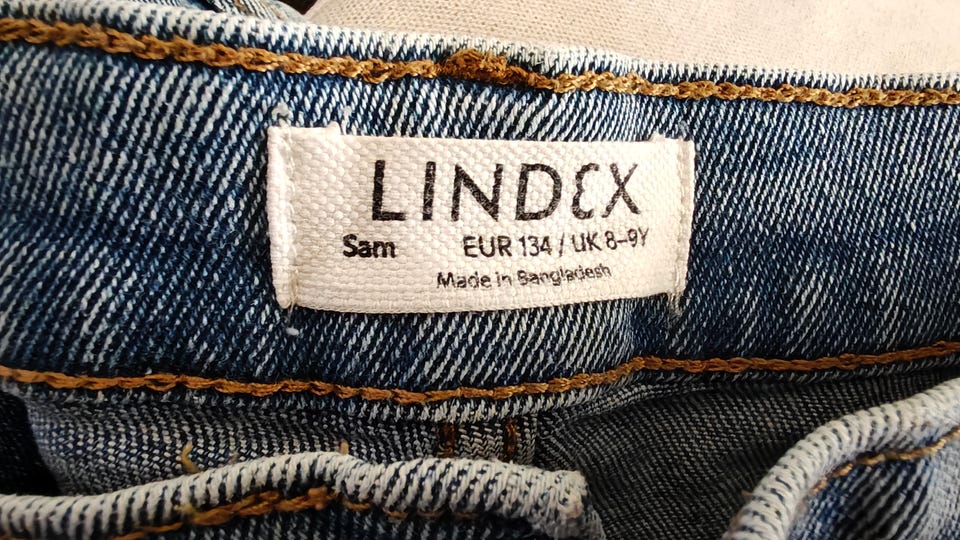 LINDEX
Sam EUR 134 / UK 8–9Y
Made in Bangladesh